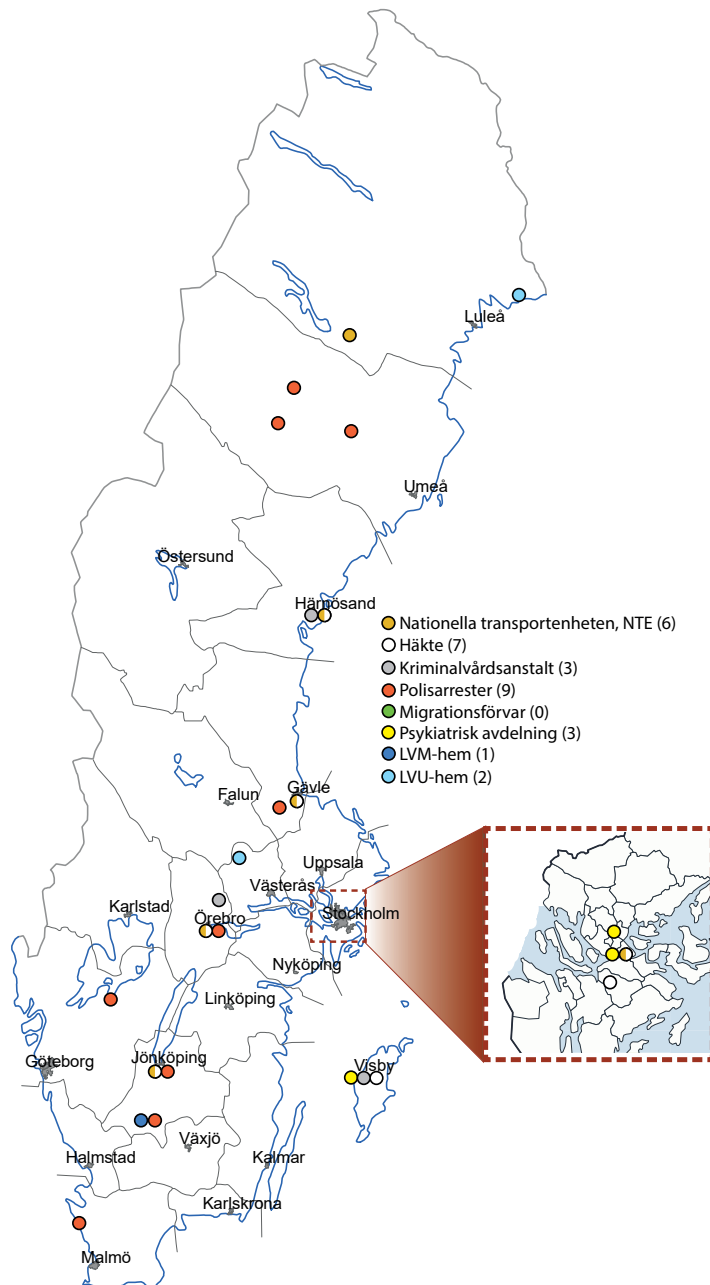 Luleå
Umeå
Östersund
Härnösand
Nationella transportenheten, NTE (6)
Häkte (7)
Kriminalvårdsanstalt (3)
Polisarrester (9)
Migrationsförvar (0)
Psykiatrisk avdelning (3)
LVM-hem (1)
LVU-hem (2)
Gävle
Falun
Uppsala
Västerås
Karlstad
Örebro
Stockholm
Nyköping
Linköping
Göteborg
Jönköping
Visby
Växjö
Halmstad
Kalmar
Karlskrona
Malmö